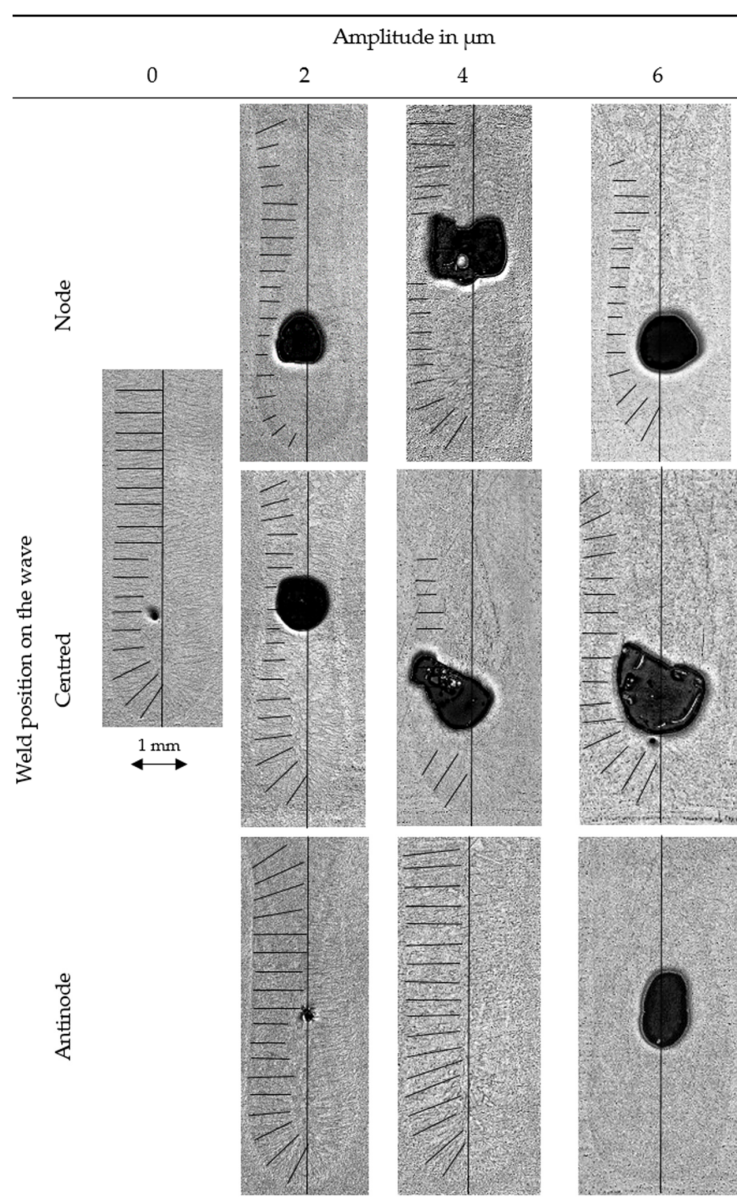 Amplitude in µm
0 2 4 6
Weld position on the wave
Node
Centred
1 mm
Antinode